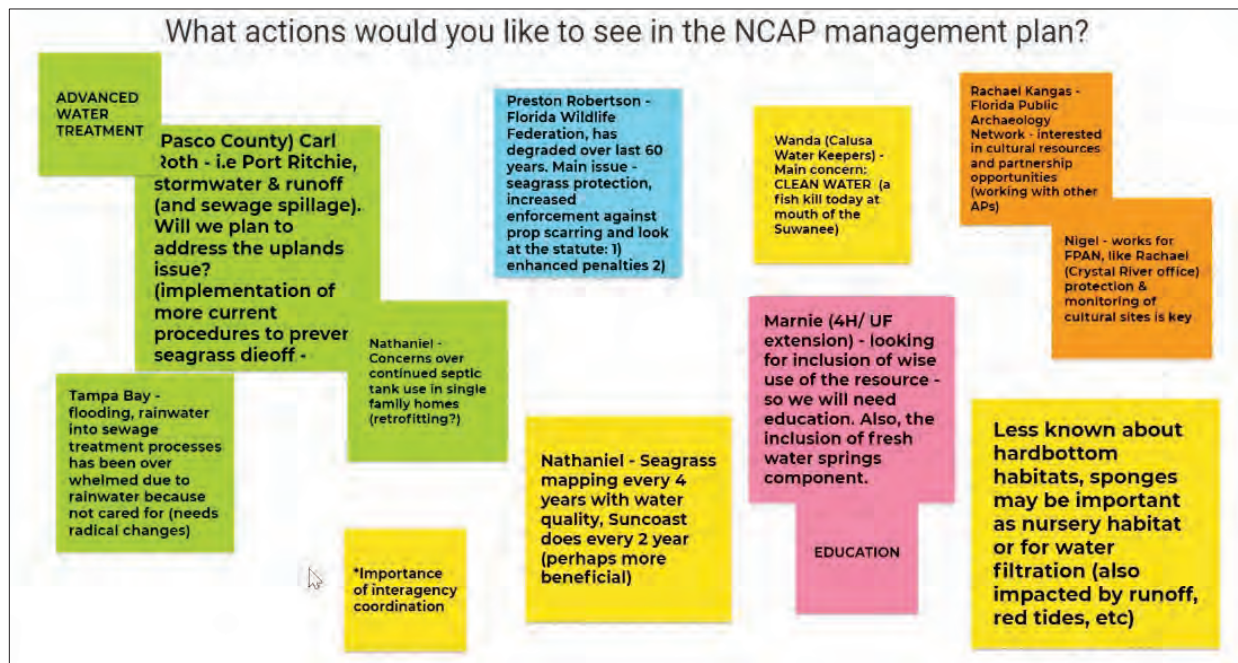 What actions would you like to see in the NCAP management plan?
ADVANCED
WATER
TREATMENT
(Pasco County) Carl
Roth - i.e Port Ritchie,
stormwater & runoff
(and sewage spillage).
Will we plan to
address the uplands
issue?
(implementation of
more current
procedures to prever
seagrass dieoff -
Nathaniel -
Concerns over
continued septic
tank use in single
family homes
(retrofitting?)
Tampa Bay -
flooding, rainwater
into sewage
treatment processes
has been over
whelmed due to
rainwater because
not cared for (needs
radical changes)
Preston Robertson -
Florida Wildlife
Federation, has
degraded over last 60
years. Main issue -
seagrass protection,
increased
enforcement against
prop scarring and look
at the statute: 1)
enhanced penalties 2)
Wanda (Calusa
Water Keepers) -
Main concern:
CLEAN WATER (a
fish kill today at
mouth of the
Suwanee)
Rachael Kangas -
Florida Public
Archaeology
Network - interested
in cultural resources
and partnership
opportunities
(working with other
APs)
Nigel - works for
FPAN, like Rachael
(Crystal River office)
protection &
monitoring of
cultural sites is key
Marnie (4H/ UF
extension) - looking
for inclusion of wise
use of the resource -
so we will need
education. Also, the
inclusion of fresh
water springs
component.
EDUCATION
Nathaniel - Seagrass
mapping every 4
years with water
quality, Suncoast
does every 2 year
(perhaps more
beneficial)
*Importance
of interagency
coordination
Less known about
hardbottom
habitats, sponges
may be important
as nursery habitat
or for water
filtration (also
impacted by runoff,
red tides, etc)